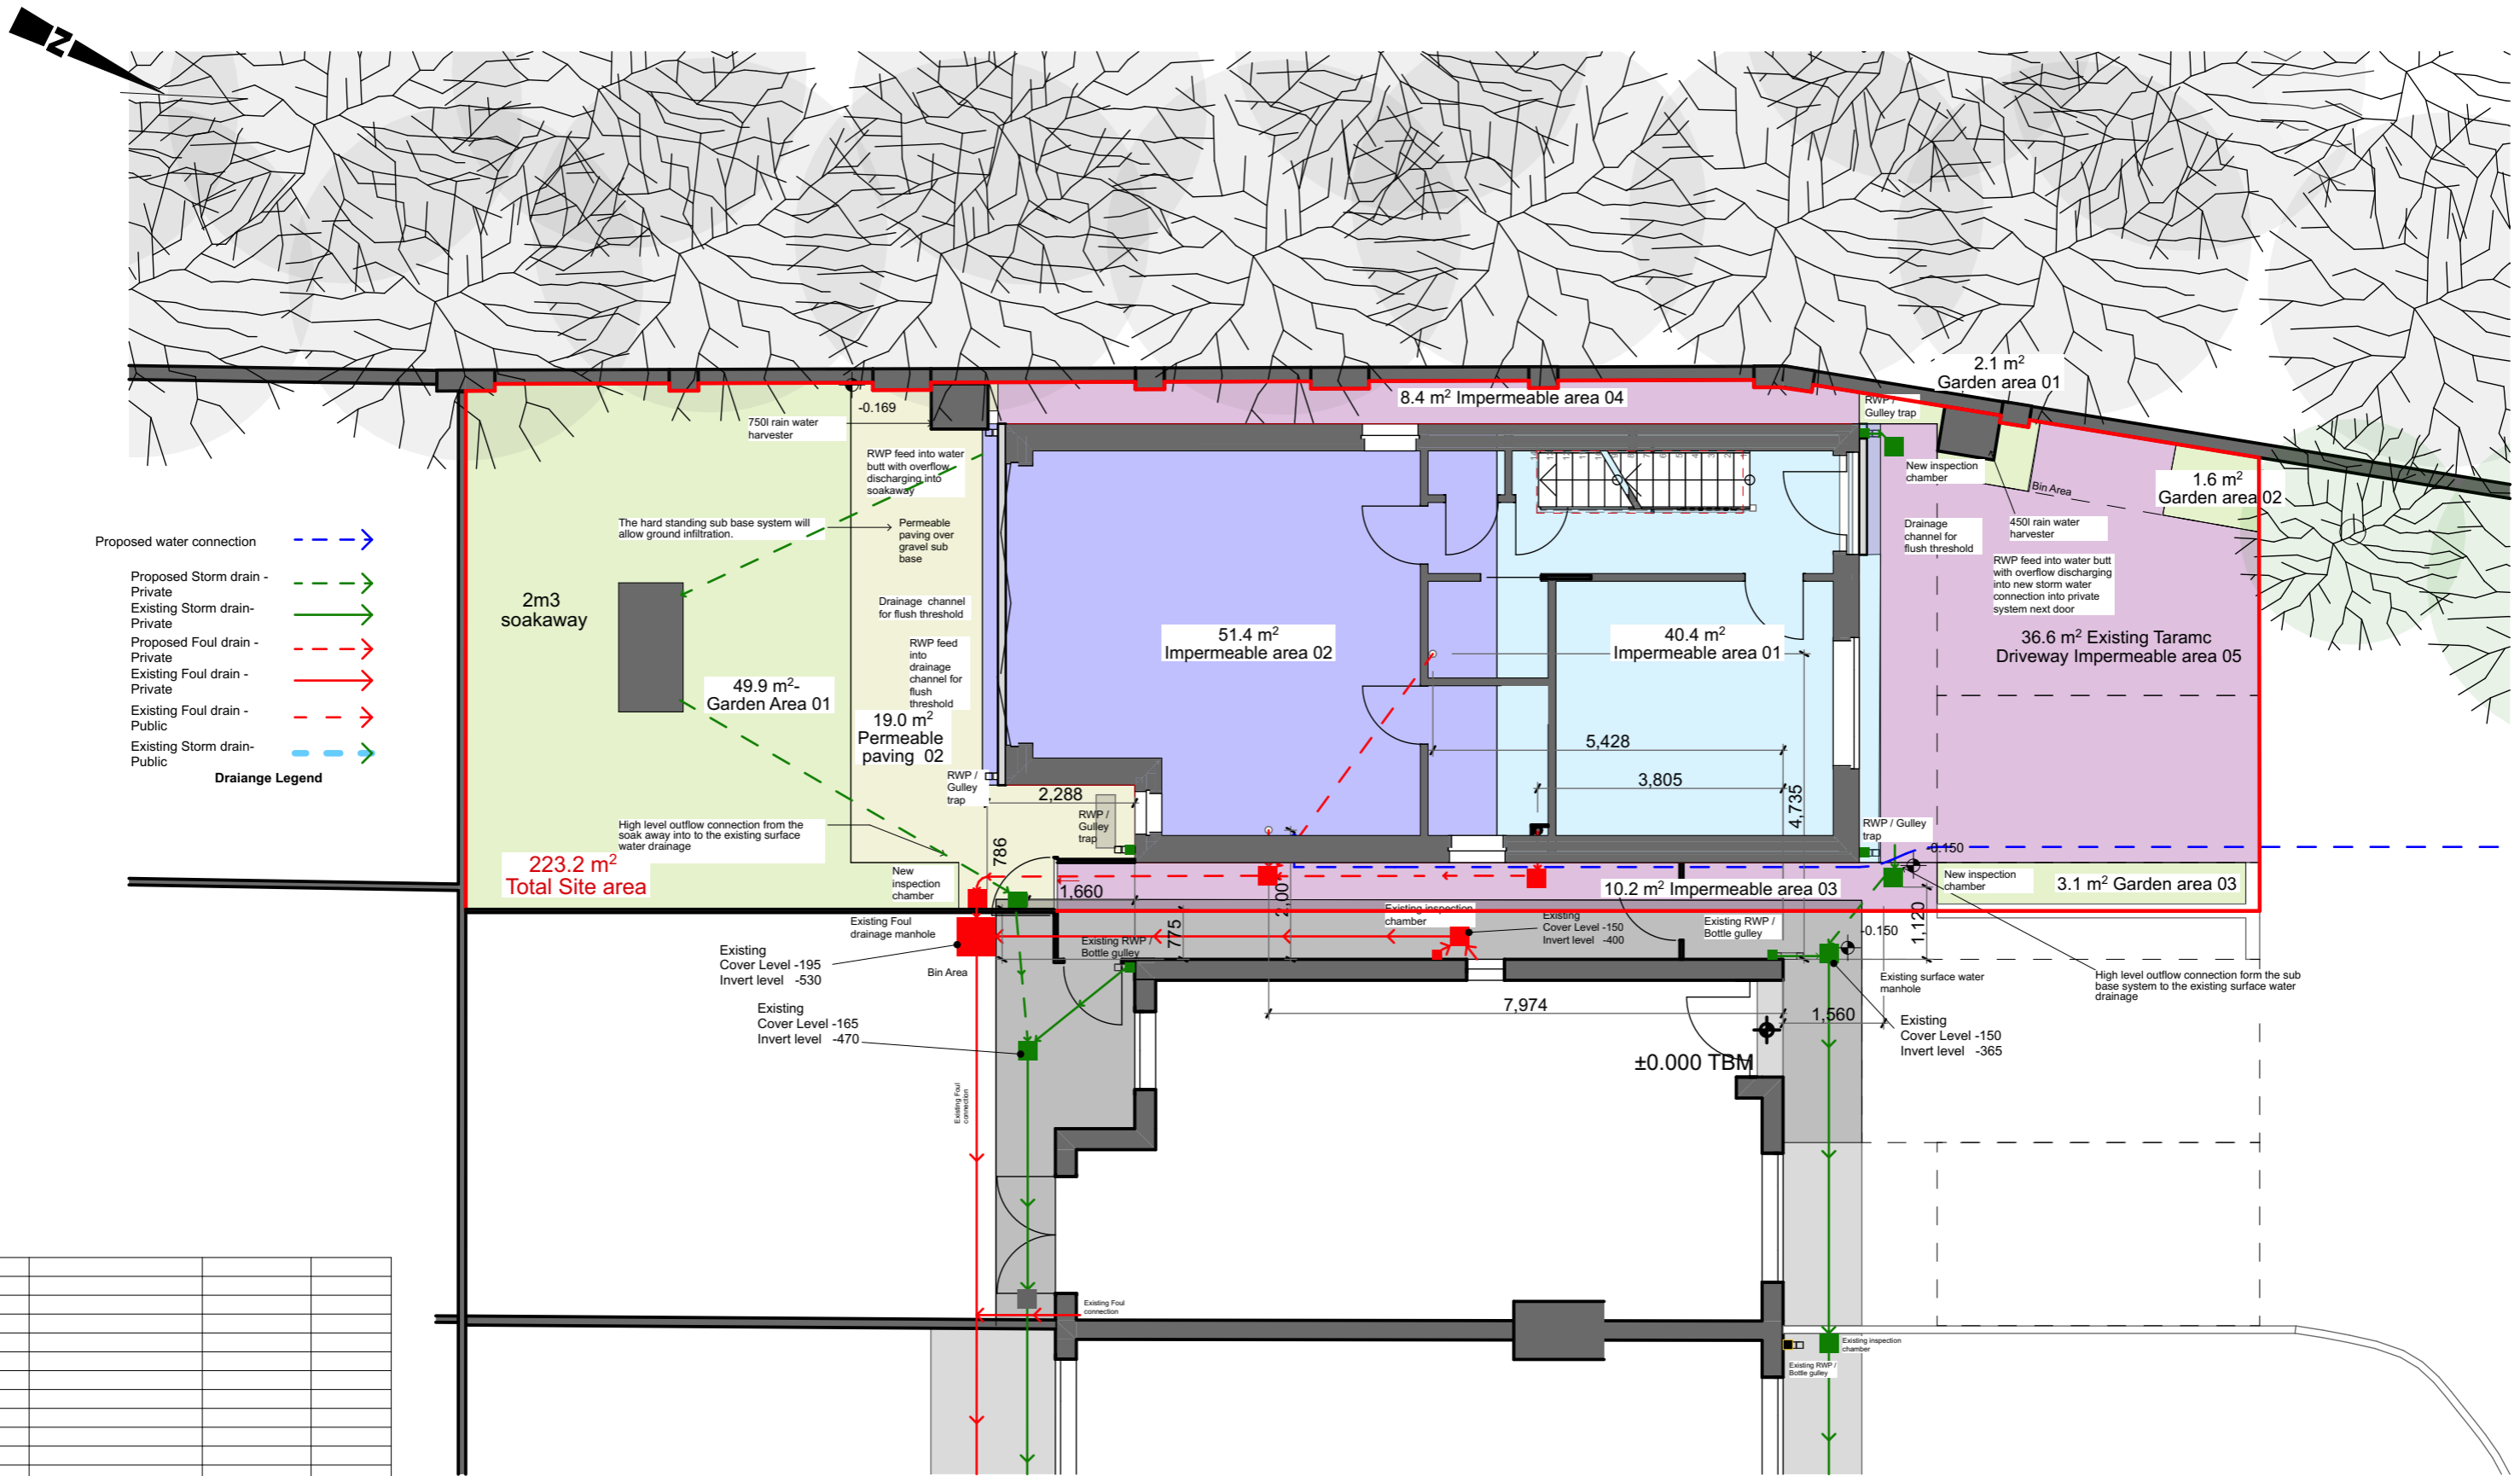 N
2.1 m²
Garden area 01
8.4 m² Impermeable area 04
RWP /
Gulley trap
-0.169
750l rain water
harvester
RWP feed into water
butt with overflow
discharging into
soakaway
New inspection
chamber
Bin Area
1.6 m²
Garden area 02
The hard standing sub base system will
allow ground infiltration.
Permeable
paving over
gravel sub
base
Drainage
channel for
flush threshold
450l rain water
harvester
RWP feed into water butt
with overflow discharging
into new storm water
connection into private
system next door
Proposed water connection
Proposed Storm drain -
Private
Existing Storm drain-
Private
Proposed Foul drain -
Private
Existing Foul drain -
Private
Existing Foul drain -
Public
Existing Storm drain-
Public
Draiange Legend
2m3
soakaway
Drainage channel
for flush threshold
RWP feed
into
drainage
channel for
flush
threshold
49.9 m²-
Garden Area 01
19.0 m²
Permeable
paving 02
51.4 m²
Impermeable area 02
40.4 m²
Impermeable area 01
36.6 m² Existing Taramc
Driveway Impermeable area 05
5,428
3,805
4,735
RWP /
Gulley
trap
2,288
RWP /
Gulley
trap
786
High level outflow connection from the
soak away into to the existing surface
water drainage
223.2 m²
Total Site area
New
inspection
chamber
1,660
2,00
775
10.2 m² Impermeable area 03
RWP / Gulley
trap
-0.150
New inspection
chamber
3.1 m² Garden area 03
1,120
-0.150
Existing Foul
drainage manhole
Existing
Cover Level -195
Invert level -530
Bin Area
Existing RWP /
Bottle gulley
Existing inspection
chamber
Existing
Cover Level -150
Invert level -400
Existing RWP /
Bottle gulley
Existing surface water
manhole
High level outflow connection form the sub
base system to the existing surface water
drainage
Existing
Cover Level -165
Invert level -470
7,974
1,560
Existing
Cover Level -150
Invert level -365
±0.000 TBM
Existing Foul
connection
Existing Foul
connection
Existing inspection
chamber
Existing RWP /
Bottle gulley